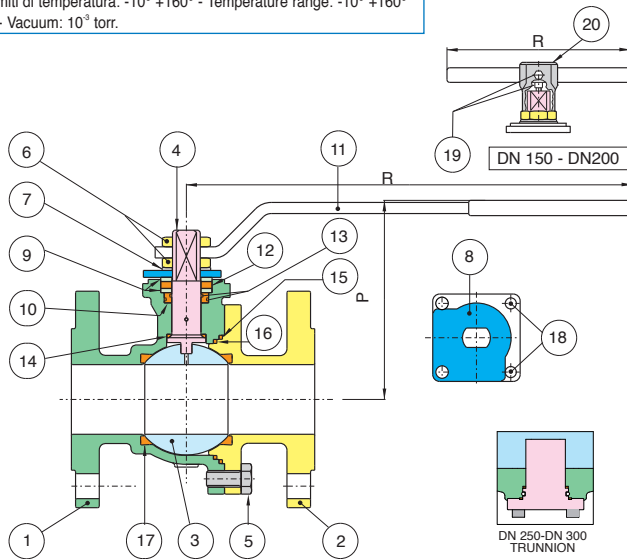 miti di temperatura: -10° +160° - Temperature range: -10° +160°
- Vacuum: 10⁻³ torr.
R
20
19
DN 150 - DN200
6
4
11
R
7
9
12
13
8
15
P
10
16
18
14
1
17
3
5
2
DN 250-DN 300
TRUNNION